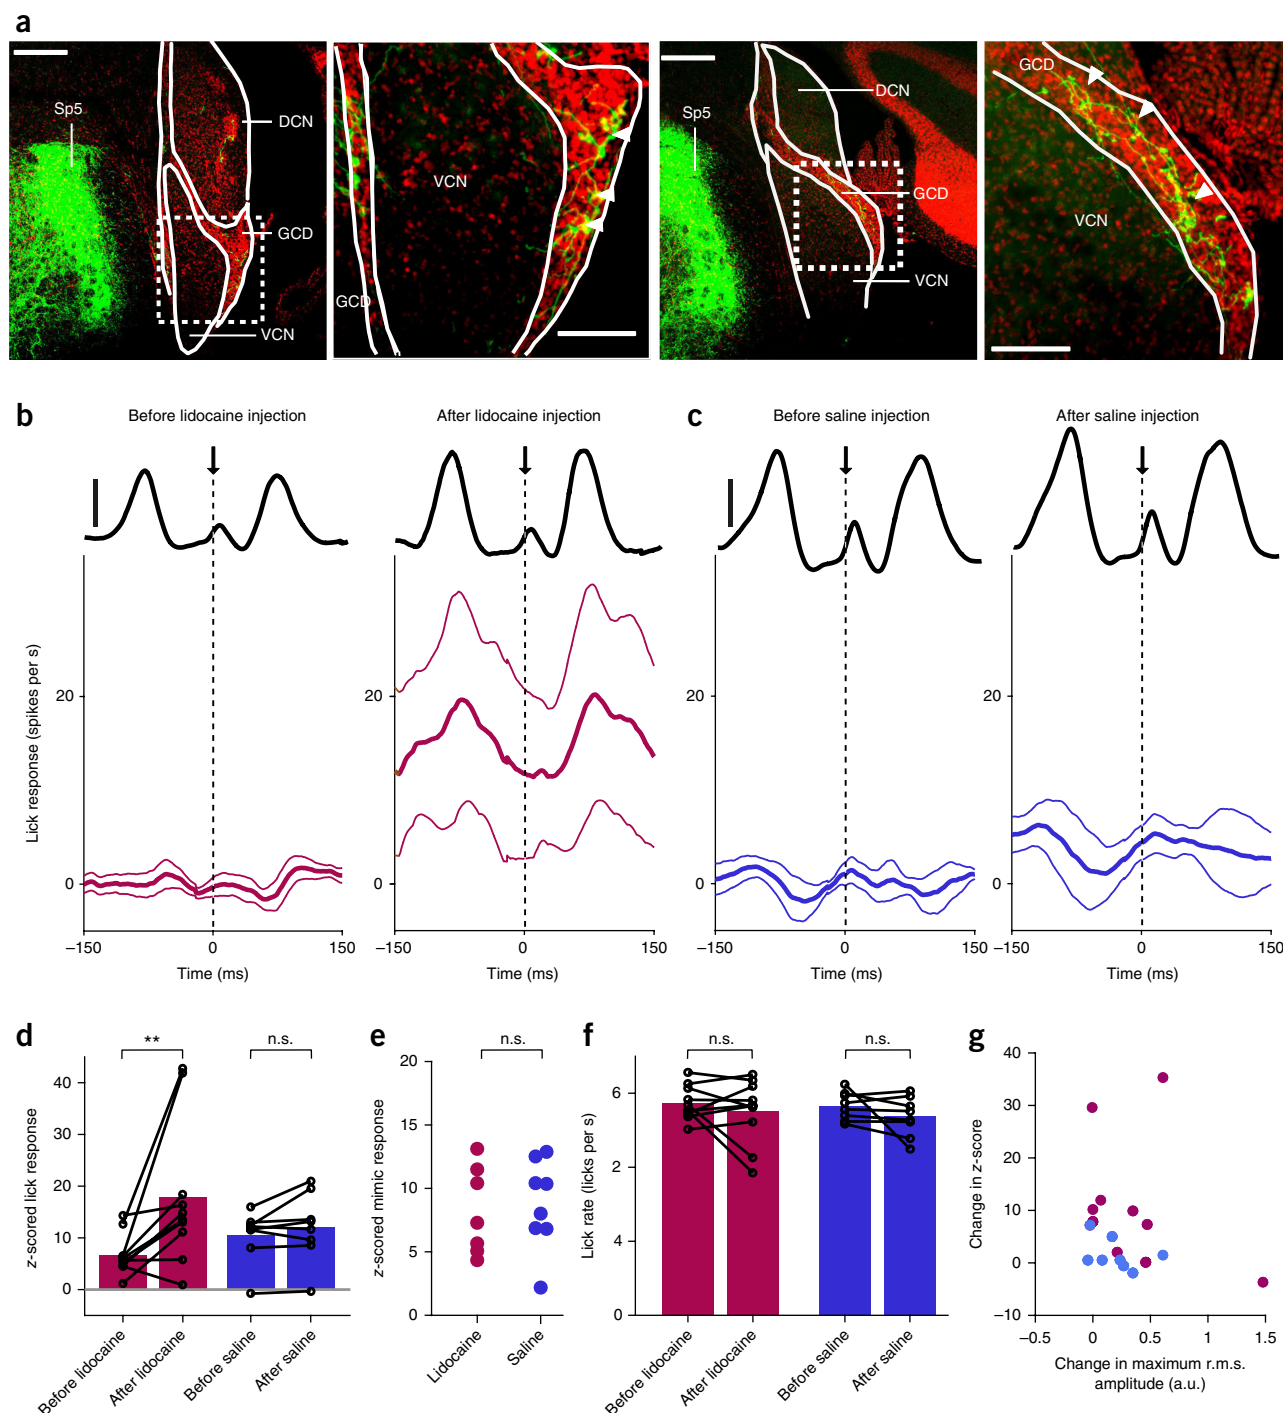 a
Sp5
DCN
GCD
VCN
VCN
GCD
Sp5
DCN
GCD
VCN
GCD
VCN
b
Before lidocaine injection
After lidocaine injection
c
Before saline injection
After saline injection
Lick response (spikes per s)
20
0
20
0
20
0
20
0
–150
0
150
–150
0
150
–150
0
150
–150
0
150
Time (ms)
Time (ms)
Time (ms)
Time (ms)
d
**
n.s.
z-scored lick response
40
30
20
10
0
Before lidocaine
After lidocaine
Before saline
After saline
e
n.s.
z-scored mimic response
20
15
10
5
0
Lidocaine
Saline
f
n.s.
n.s.
Lick rate (licks per s)
6
2
4
0
Before lidocaine
After lidocaine
Before saline
After saline
g
Change in z-score
40
30
20
10
0
–10
–0.5
0
0.5
1
1.5
Change in maximum r.m.s.
amplitude (a.u.)